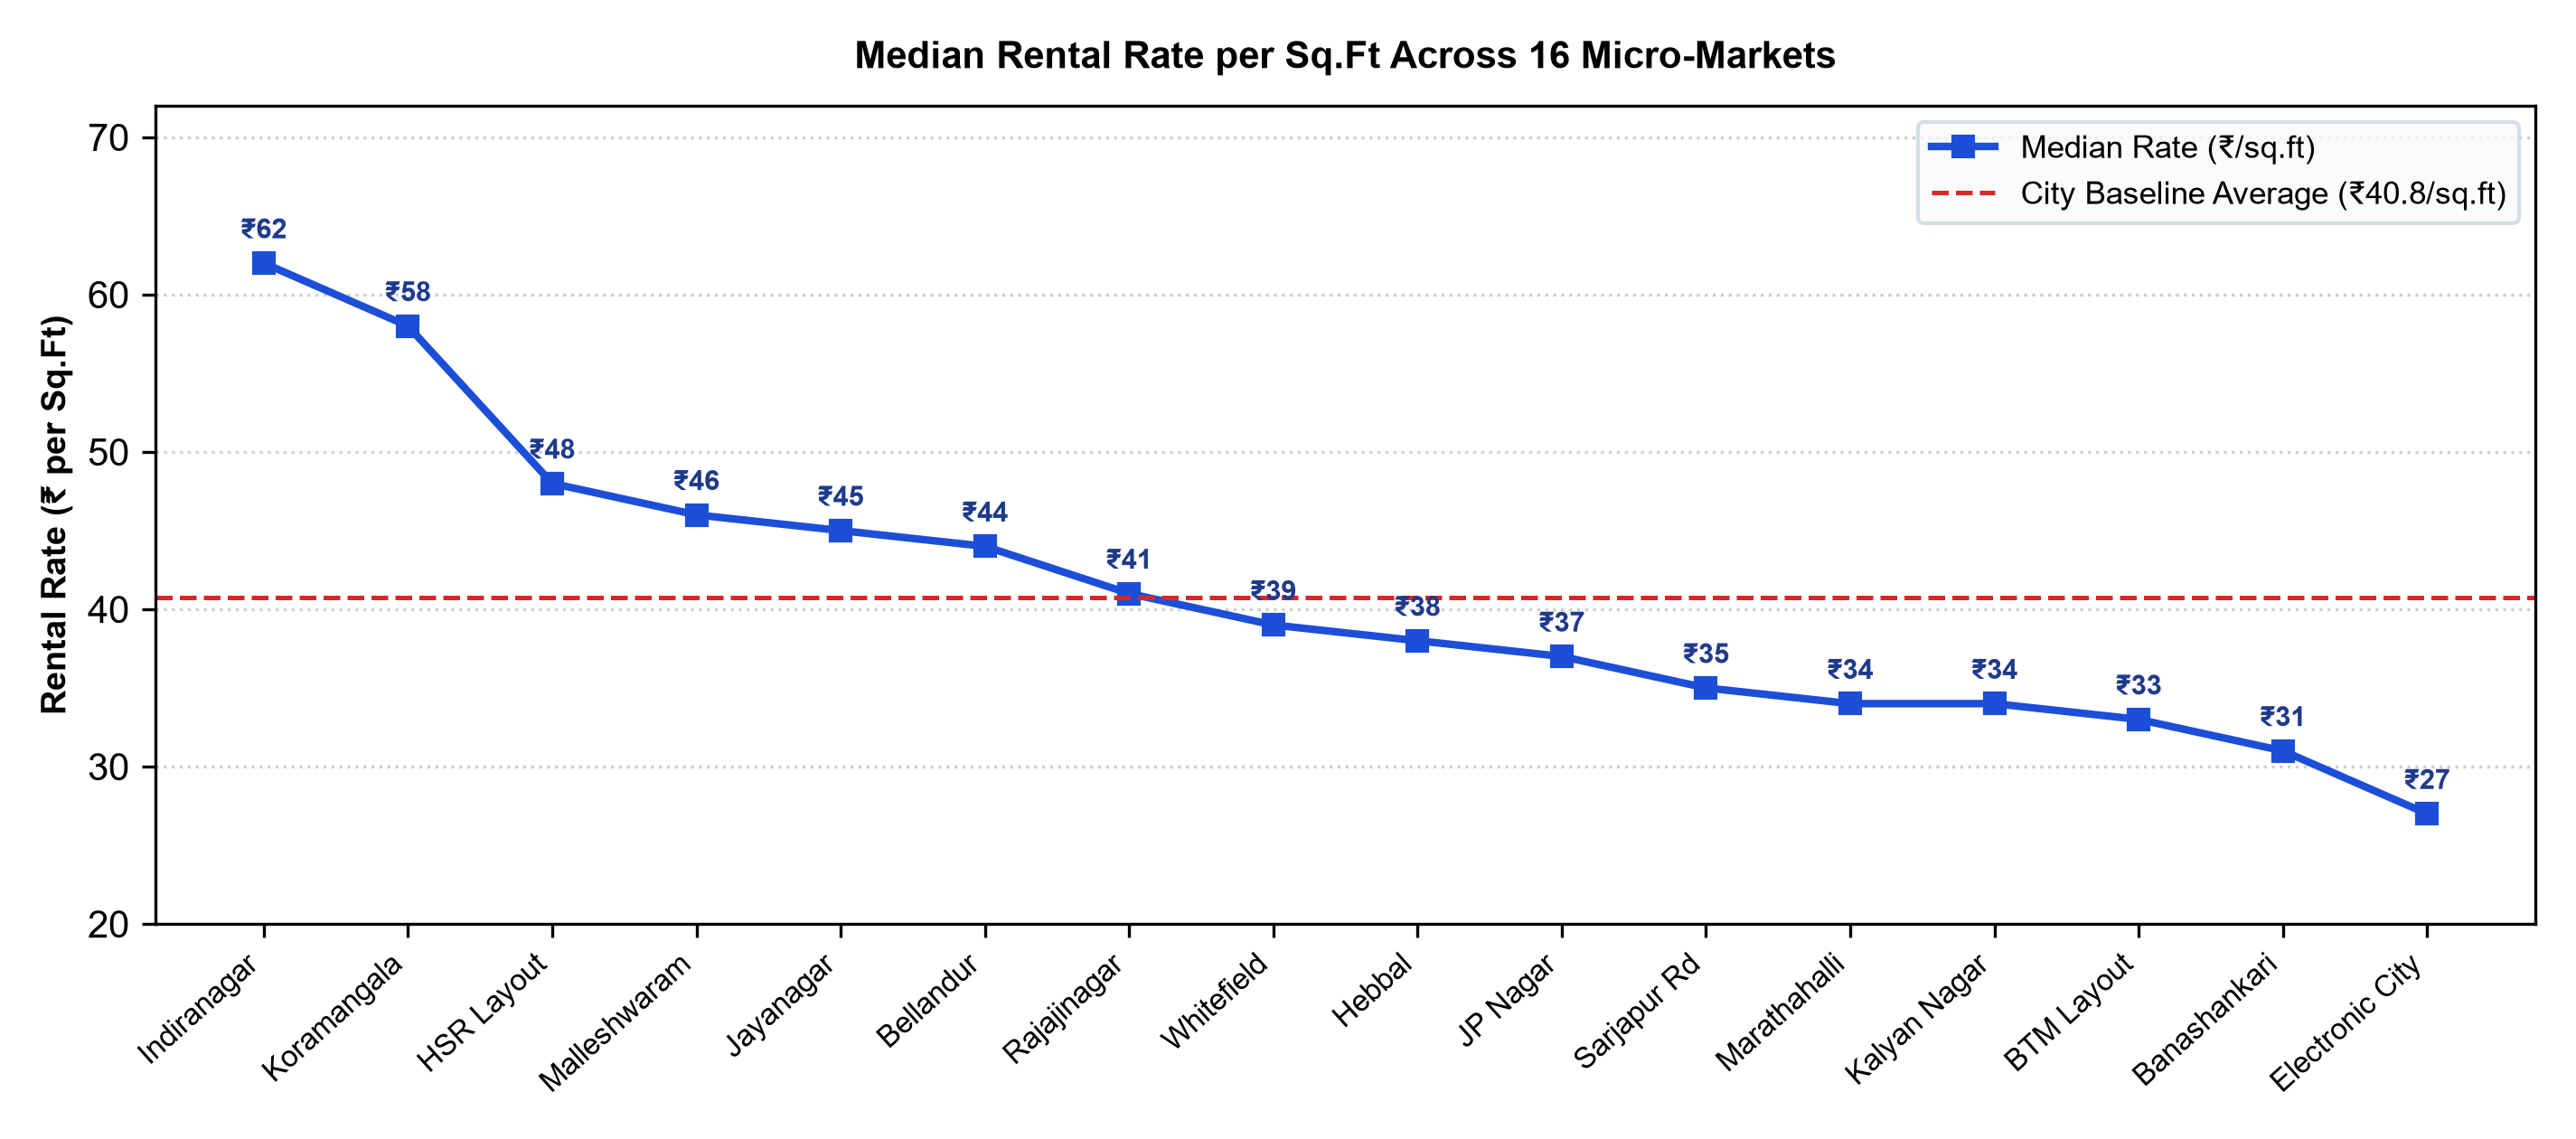 Median Rental Rate per Sq.Ft Across 16 Micro-Markets
Median Rate (₹/sq.ft)
City Baseline Average (₹40.8/sq.ft)
Rental Rate (₹ per Sq.Ft)
70
60
50
40
30
20
₹62
₹58
₹48
₹46
₹45
₹44
₹41
₹39
₹38
₹37
₹35
₹34
₹34
₹33
₹31
₹27
Indiranagar
Koramangala
HSR Layout
Malleshwaram
Jayanagar
Bellandur
Rajajinagar
Whitefield
Hebbal
JP Nagar
Sarjapur Rd
Marathahalli
Kalyan Nagar
BTM Layout
Banashankari
Electronic City